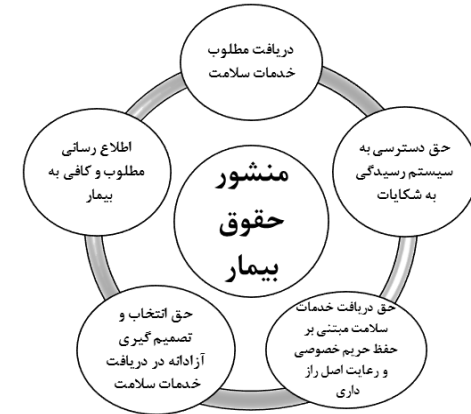 دریافت مطلوب
خدمات سلامت
حق دسترسی به
سیستم رسیدگی
به شکایات
اطلاع رسانی
مطلوب و کافی به
بیمار
منشور
حقوق
بیمار
حق دریافت خدمات
سلامت مبتنی بر
حفظ حریم خصوصی
و رعایت اصل راز
داری
حق انتخاب و
تصمیم گیری
آزادانه در دریافت
خدمات سلامت